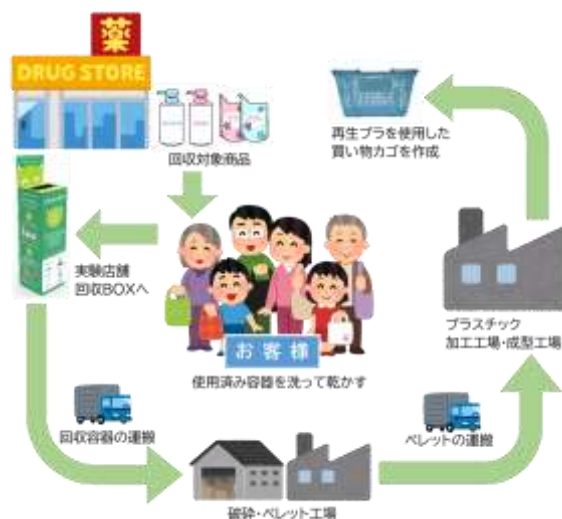 薬
DRUG STORE
回収対象商品
再生プラを使用した
買い物カゴを作成
実験店舗
回収BOXへ
お客様
使用済み容器を洗って乾かす
プラスチック
加工工場・成型工場
回収容器の運搬
ペレットの運搬
破砕・ペレット工場